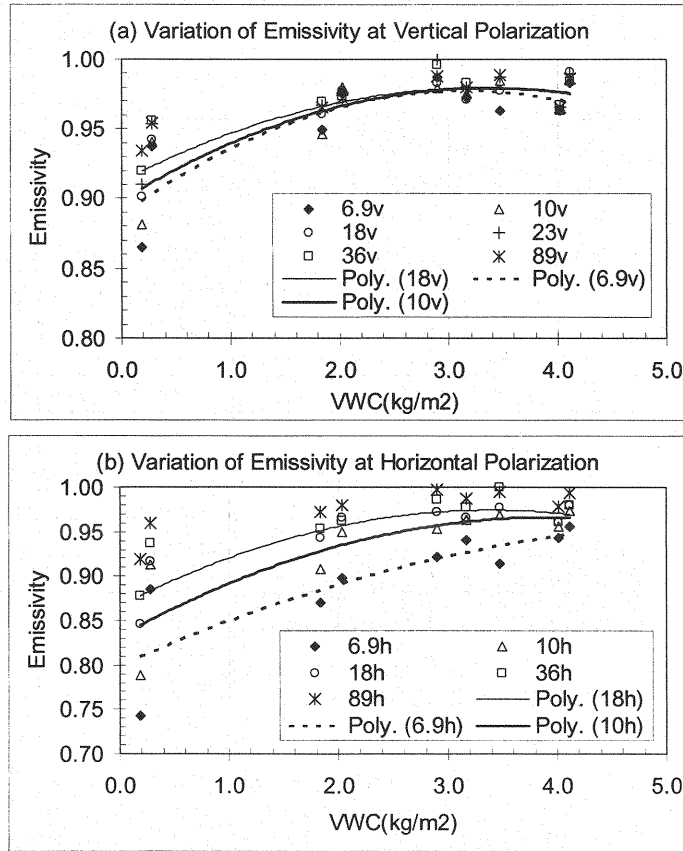 (a) Variation of Emissivity at Vertical Polarization
1.00
0.95
0.90
0.85
0.80
Emissivity
6.9v 10v
18v 23v
36v 89v
Poly. (18v) Poly. (6.9v)
Poly. (10v)
0.0 1.0 2.0 3.0 4.0 5.0
VWC(kg/m2)
(b) Variation of Emissivity at Horizontal Polarization
1.00
0.95
0.90
0.85
0.80
0.75
0.70
Emissivity
6.9h 10h
18h 36h
89h Poly. (18h)
Poly. (6.9h) Poly. (10h)
0.0 1.0 2.0 3.0 4.0 5.0
VWC(kg/m2)